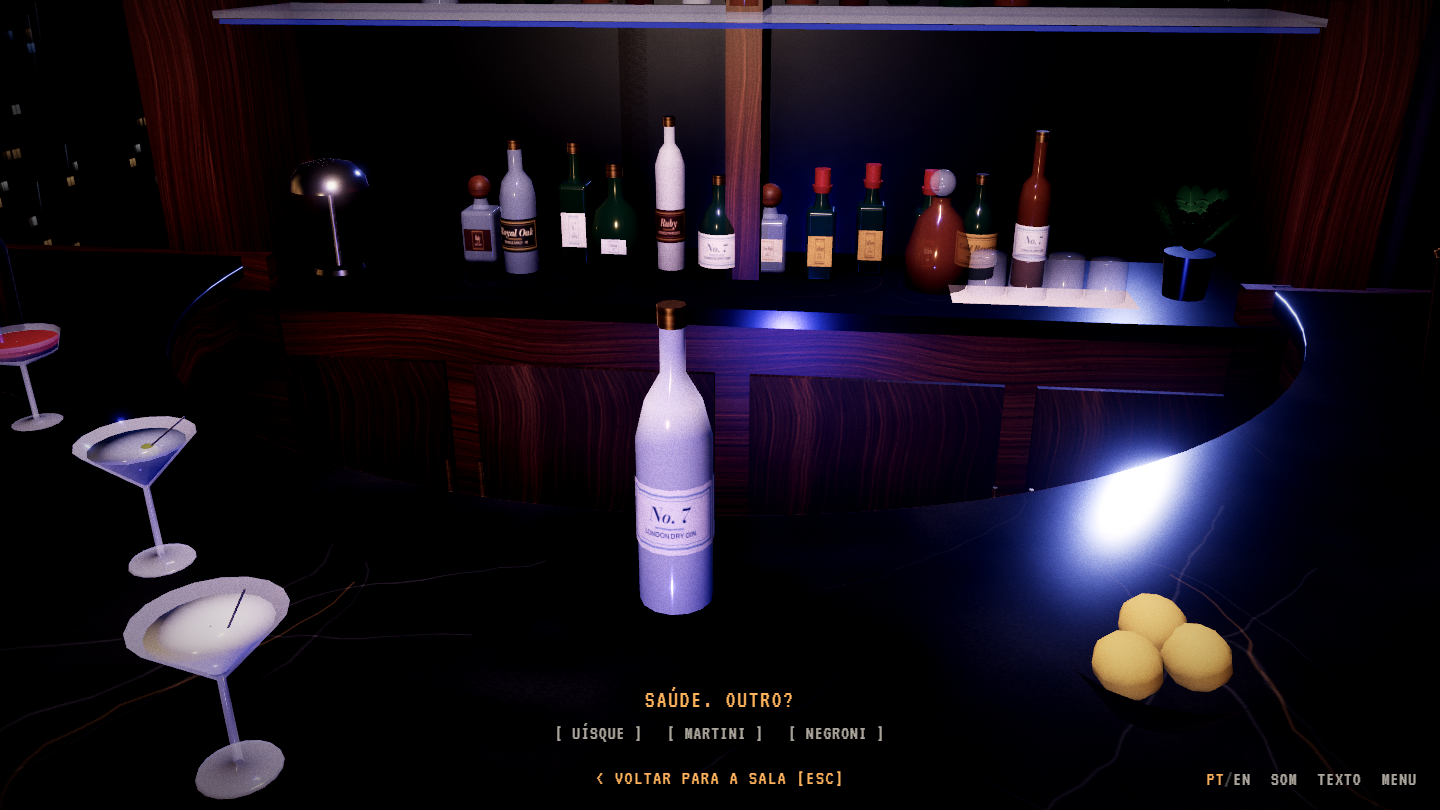 Royal Oak
Ruby
No. 7
No. 7
No. 7
LONDON DRY GIN
SAÚDE. OUTRO?
[ UÍSQUE ] [ MARTINI ] [ NEGRONI ]
< VOLTAR PARA A SALA [ESC]
PT/EN SOM TEXTO MENU